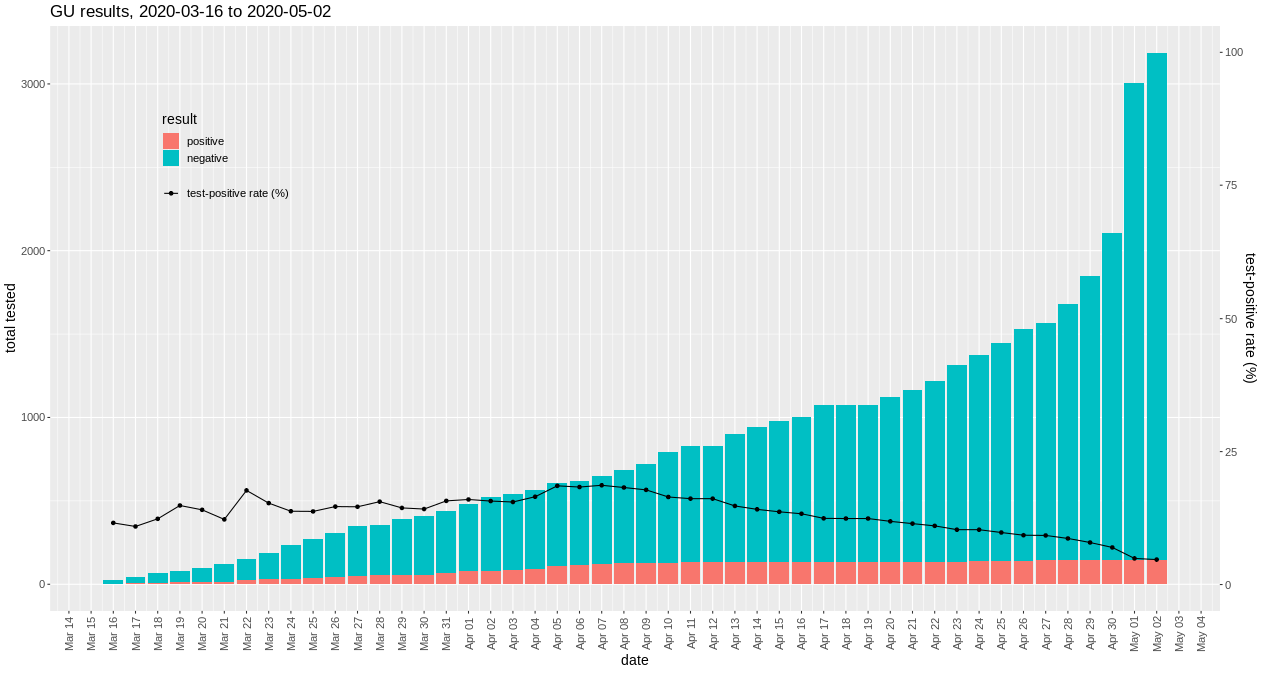 GU results, 2020-03-16 to 2020-05-02
total tested
3000
2000
1000
0
result
positive
negative
test-positive rate (%)
100
75
50
25
0
test-positive rate (%)
Mar 14
Mar 15
Mar 16
Mar 17
Mar 18
Mar 19
Mar 20
Mar 21
Mar 22
Mar 23
Mar 24
Mar 25
Mar 26
Mar 27
Mar 28
Mar 29
Mar 30
Mar 31
Apr 01
Apr 02
Apr 03
Apr 04
Apr 05
Apr 06
Apr 07
Apr 08
Apr 09
Apr 10
Apr 11
Apr 12
Apr 13
Apr 14
Apr 15
Apr 16
Apr 17
Apr 18
Apr 19
Apr 20
Apr 21
Apr 22
Apr 23
Apr 24
Apr 25
Apr 26
Apr 27
Apr 28
Apr 29
Apr 30
May 01
May 02
May 03
May 04
date